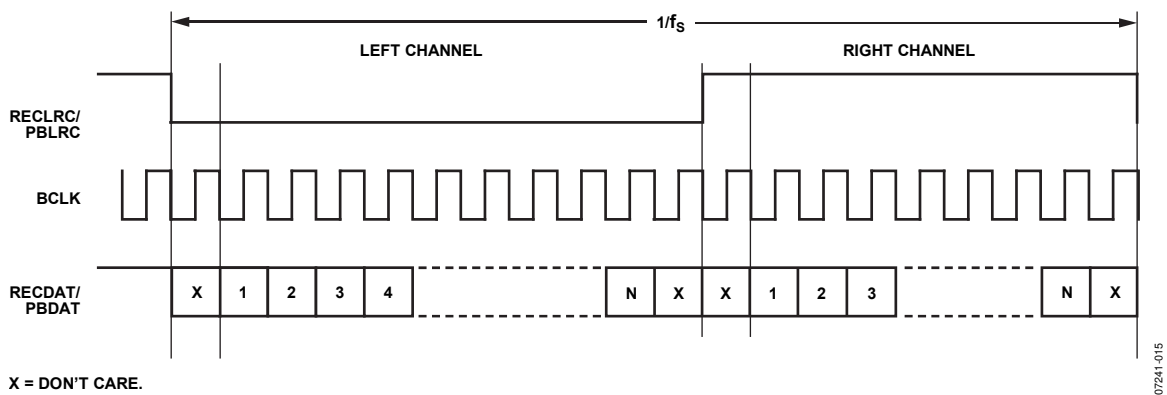 1/fS
LEFT CHANNEL
RIGHT CHANNEL
RECLRC/
PBLRC
BCLK
RECDAT/
PBDAT
X 1 2 3 4 N X X 1 2 3 N X
X = DON'T CARE.
07241-015